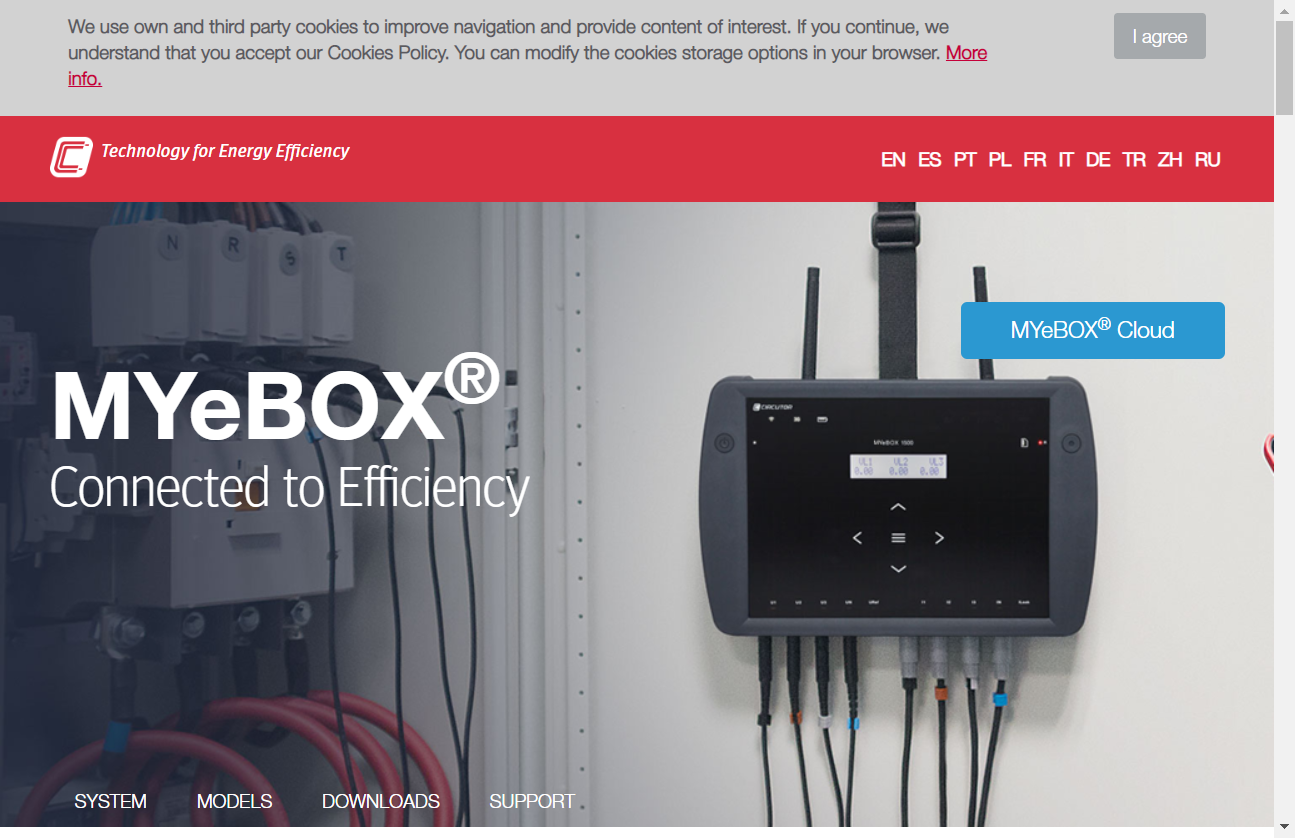 We use own and third party cookies to improve navigation and provide content of interest. If you continue, we
understand that you accept our Cookies Policy. You can modify the cookies storage options in your browser. More
info.
I agree
Technology for Energy Efficiency
EN ES PT PL FR IT DE TR ZH RU
N R S T
MYeBOX® Cloud
MYeBOX®
Connected to Efficiency
CIRCUTOR
MYeBOX 1500
VL1 VL2 VL3
0.00 0.00 0.00
SYSTEM MODELS DOWNLOADS SUPPORT